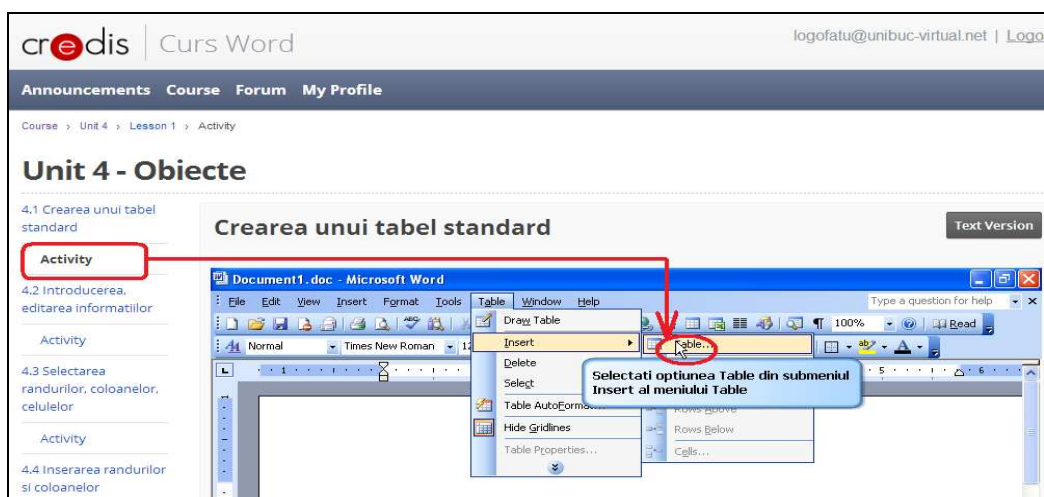 credis Curs Word
logofatu@unibuc-virtual.net | Logo
Announcements Course Forum My Profile
Course › Unit 4 › Lesson 1 › Activity
Unit 4 - Obiecte
4.1 Crearea unui tabel
standard
Activity
4.2 Introducerea,
editarea informatiilor
Activity
4.3 Selectarea
randurilor, coloanelor,
celulelor
Activity
4.4 Inserarea randurilor
si coloanelor
Crearea unui tabel standard
Text Version
Document1.doc - Microsoft Word
File Edit View Insert Format Tools Table Window Help
Type a question for help
100% Read
Normal Times New Roman 12
Draw Table
Insert
Delete
Select
Table AutoForm
Hide Gridlines
Table Properties...
Table...
Selectati optiunea Table din submeniul
Insert al meniului Table
Rows Above
Rows Below
Cells...
1
5 6